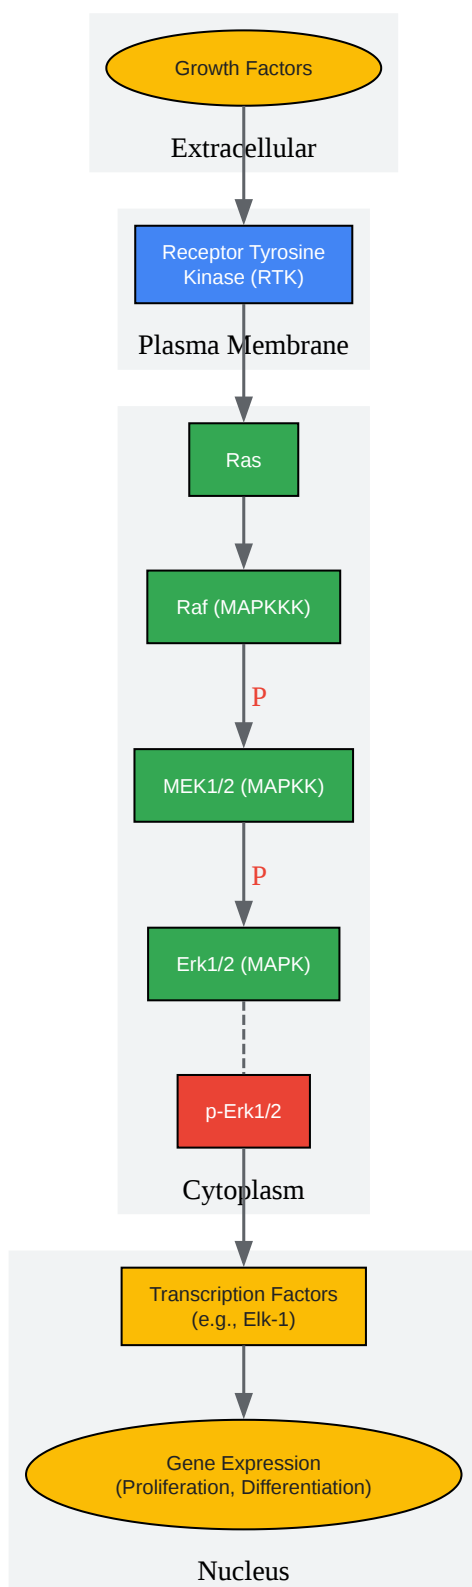 Growth Factors
Extracellular
Receptor Tyrosine
Kinase (RTK)
Plasma Membrane
Ras
Raf (MAPKKK)
P
MEK1/2 (MAPKK)
P
Erk1/2 (MAPK)
p-Erk1/2
Cytoplasm
Transcription Factors
(e.g., Elk-1)
Gene Expression
(Proliferation, Differentiation)
Nucleus